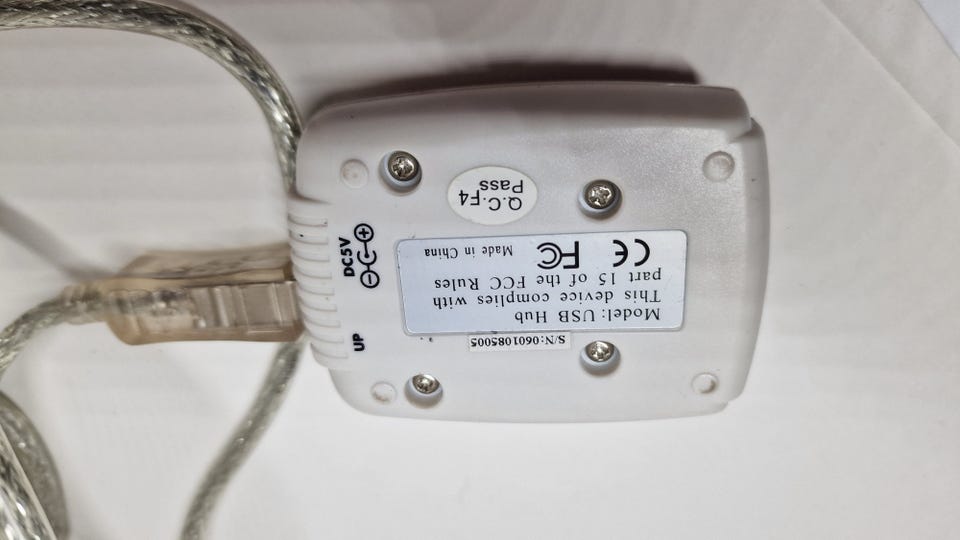 S/N:0601085005
Model: USB Hub
This device complies with
part 15 of the FCC Rules
CE FC Made in China
Q.C.F4
Pass
UP
DC5V